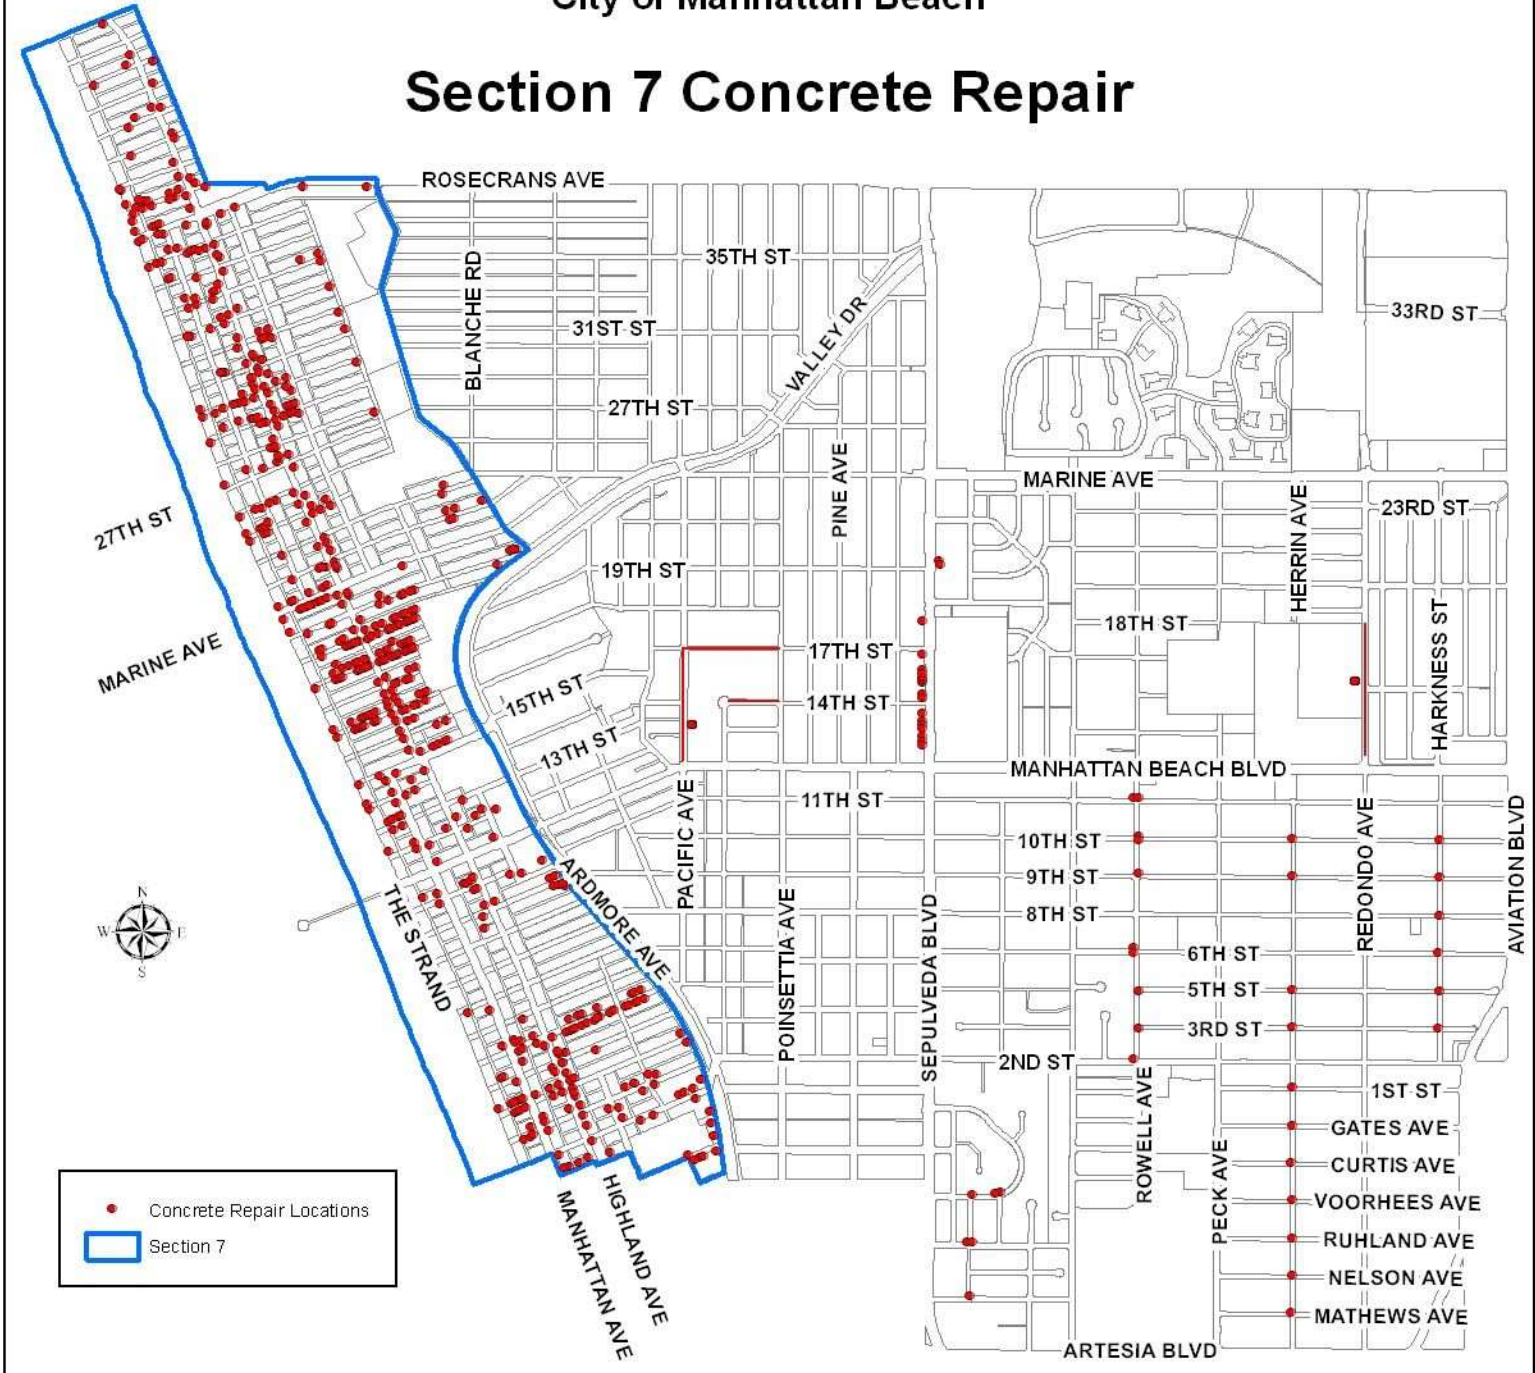 City of Manhattan Beach
Section 7 Concrete Repair
ROSECRANS AVE
35TH ST
BLANCHE RD
31ST ST
VALLEY DR
33RD ST
27TH ST
PINE AVE
MARINE AVE
HERRIN AVE
23RD ST
27TH ST
19TH ST
18TH ST
HARKNESS ST
MARINE AVE
17TH ST
15TH ST
14TH ST
13TH ST
MANHATTAN BEACH BLVD
11TH ST
PACIFIC AVE
10TH ST
REDONDO AVE
AVIATION BLVD
9TH ST
ARDMORE AVE
THE STRAND
POINSETTIA AVE
SEPULVEDA BLVD
8TH ST
6TH ST
5TH ST
3RD ST
2ND ST
N
W
E
S
ROWELL AVE
PECK AVE
1ST ST
GATES AVE
CURTIS AVE
VOORHEES AVE
RUHLAND AVE
NELSON AVE
MATHEWS AVE
ARTESIA BLVD
HIGHLAND AVE
MANHATTAN AVE
Concrete Repair Locations
Section 7